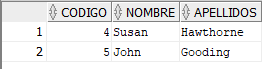 CODIGO NOMBRE APELLIDOS
1 4 Susan Hawthorne
2 5 John Gooding